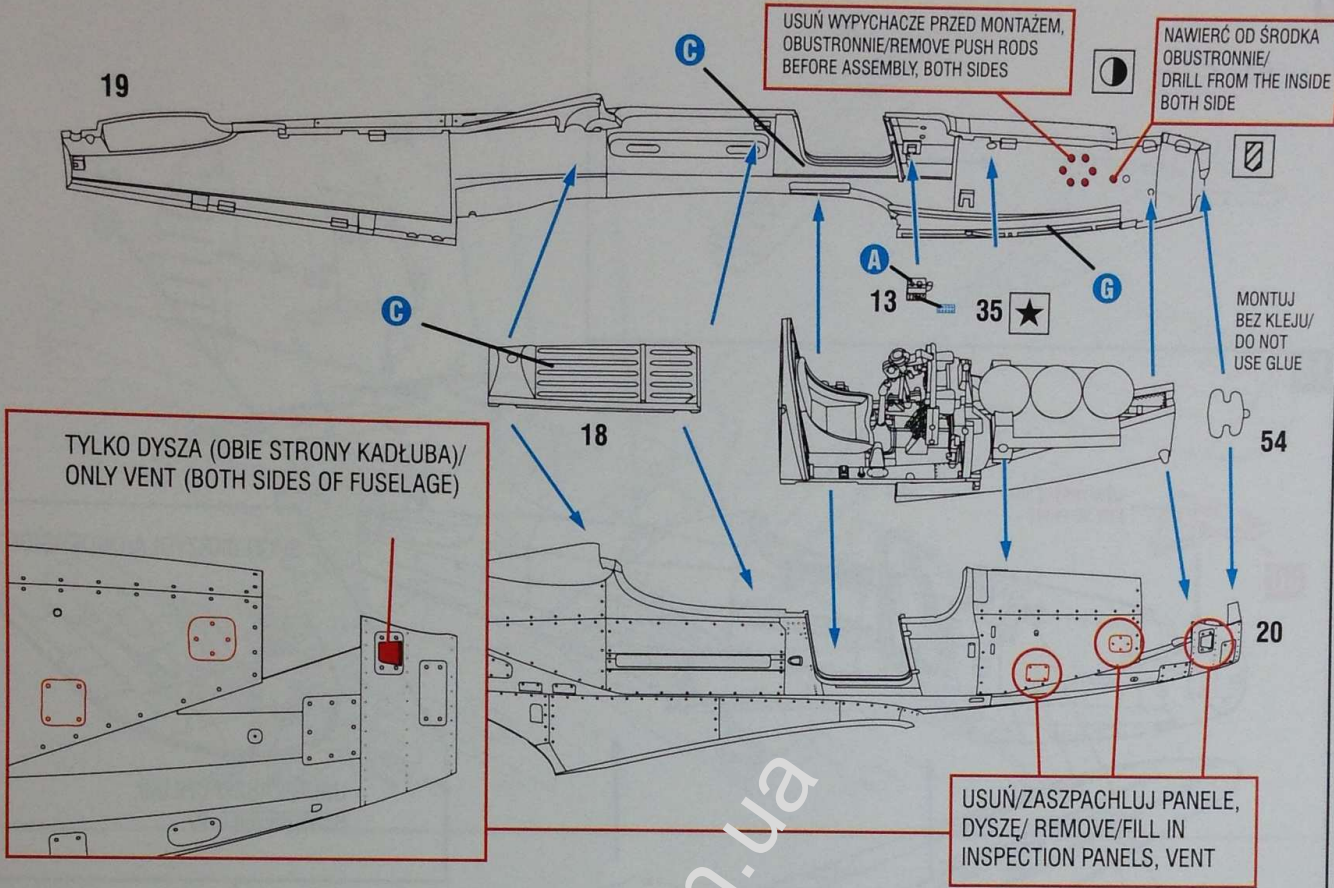 USUŃ WYPYCHACZE PRZED MONTAŻEM,
OBUSTRONNIE/REMOVE PUSH RODS
BEFORE ASSEMBLY, BOTH SIDES
NAWIERĆ OD ŚRODKA
OBUSTRONNIE/
DRILL FROM THE INSIDE
BOTH SIDE
19
C
A
13
35
G
MONTUJ
BEZ KLEJU/
DO NOT
USE GLUE
C
18
54
TYLKO DYSZA (OBIE STRONY KADŁUBA)/
ONLY VENT (BOTH SIDES OF FUSELAGE)
20
USUŃ/ZASZPACHLUJ PANELE,
DYSZĘ/ REMOVE/FILL IN
INSPECTION PANELS, VENT
n.ua